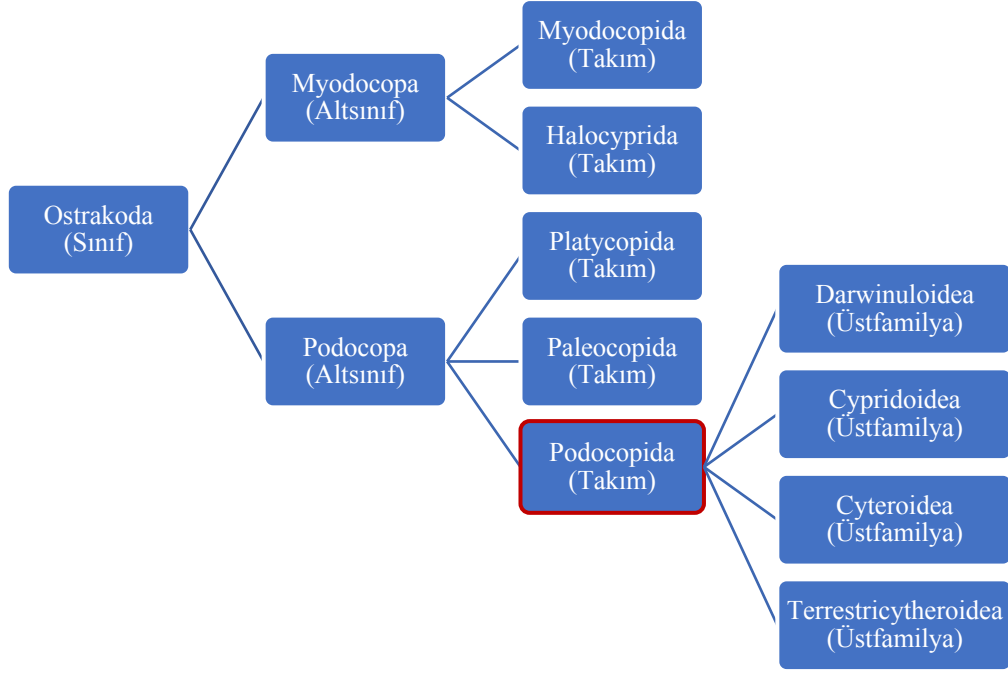 Ostrakoda
(Sınıf)
Myodocopa
(Altsınıf)
Myodocopida
(Takım)
Halocyprida
(Takım)
Podocopa
(Altsınıf)
Platycopida
(Takım)
Paleocopida
(Takım)
Podocopida
(Takım)
Darwinuloidea
(Üstfamilya)
Cypridoidea
(Üstfamilya)
Cyteroidea
(Üstfamilya)
Terrestricytheroidea
(Üstfamilya)